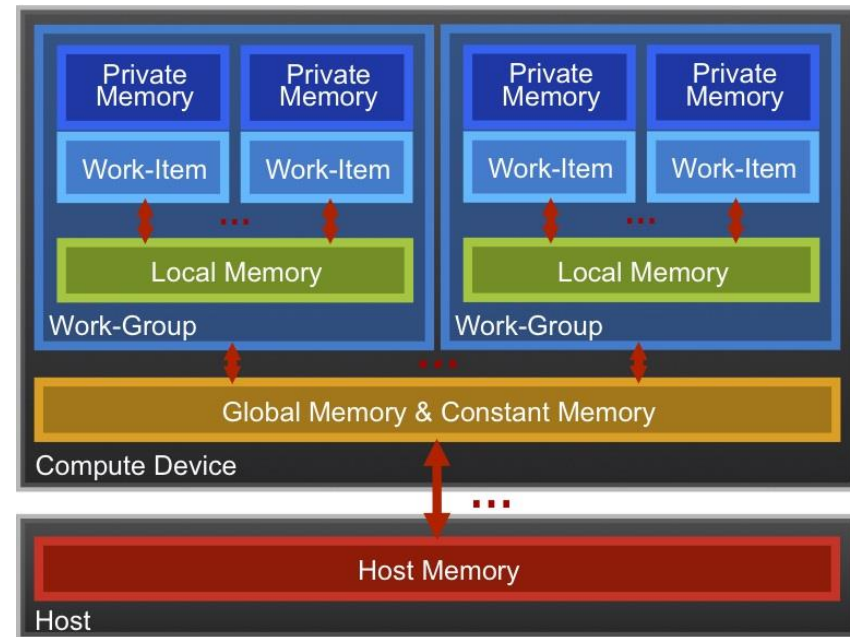 Private
Memory
Private
Memory
Work-Item
Work-Item
...
Local Memory
Work-Group
Private
Memory
Private
Memory
Work-Item
Work-Item
...
Local Memory
Work-Group
...
Global Memory & Constant Memory
Compute Device
...
Host Memory
Host